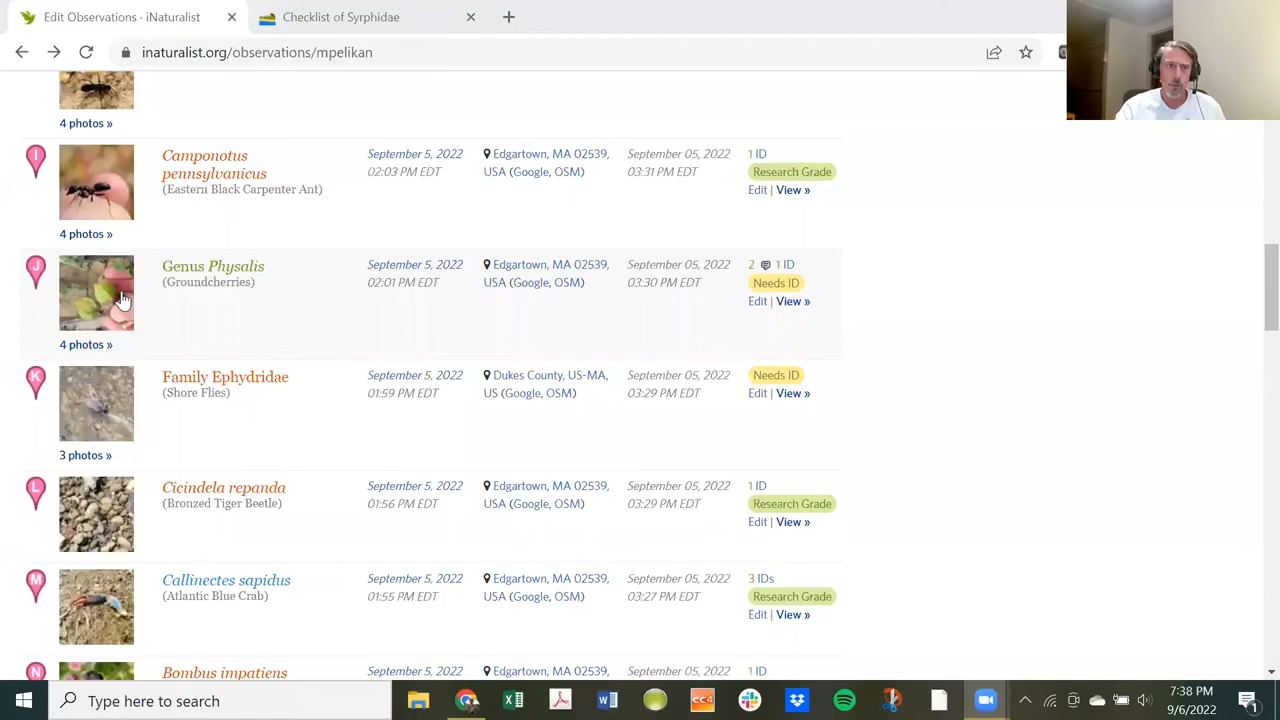 Edit Observations · iNaturalist
Checklist of Syrphidae
inaturalist.org/observations/mpelikan
4 photos »
I
Camponotus pennsylvanicus
(Eastern Black Carpenter Ant)
September 5, 2022
02:03 PM EDT
Edgartown, MA 02539,
USA (Google, OSM)
September 05, 2022
03:31 PM EDT
1 ID
Research Grade
Edit | View »
4 photos »
J
Genus Physalis
(Groundcherries)
September 5, 2022
02:01 PM EDT
Edgartown, MA 02539,
USA (Google, OSM)
September 05, 2022
03:30 PM EDT
2 1 ID
Needs ID
Edit | View »
4 photos »
K
Family Ephydridae
(Shore Flies)
September 5, 2022
01:59 PM EDT
Dukes County, US-MA,
US (Google, OSM)
September 05, 2022
03:29 PM EDT
Needs ID
Edit | View »
3 photos »
L
Cicindela repanda
(Bronzed Tiger Beetle)
September 5, 2022
01:56 PM EDT
Edgartown, MA 02539,
USA (Google, OSM)
September 05, 2022
03:29 PM EDT
1 ID
Research Grade
Edit | View »
M
Callinectes sapidus
(Atlantic Blue Crab)
September 5, 2022
01:55 PM EDT
Edgartown, MA 02539,
USA (Google, OSM)
September 05, 2022
03:27 PM EDT
3 IDs
Research Grade
Edit | View »
N
Bombus impatiens
September 5, 2022
Edgartown, MA 02539,
September 05, 2022
1 ID
Type here to search
CC4
7:38 PM
9/6/2022
1